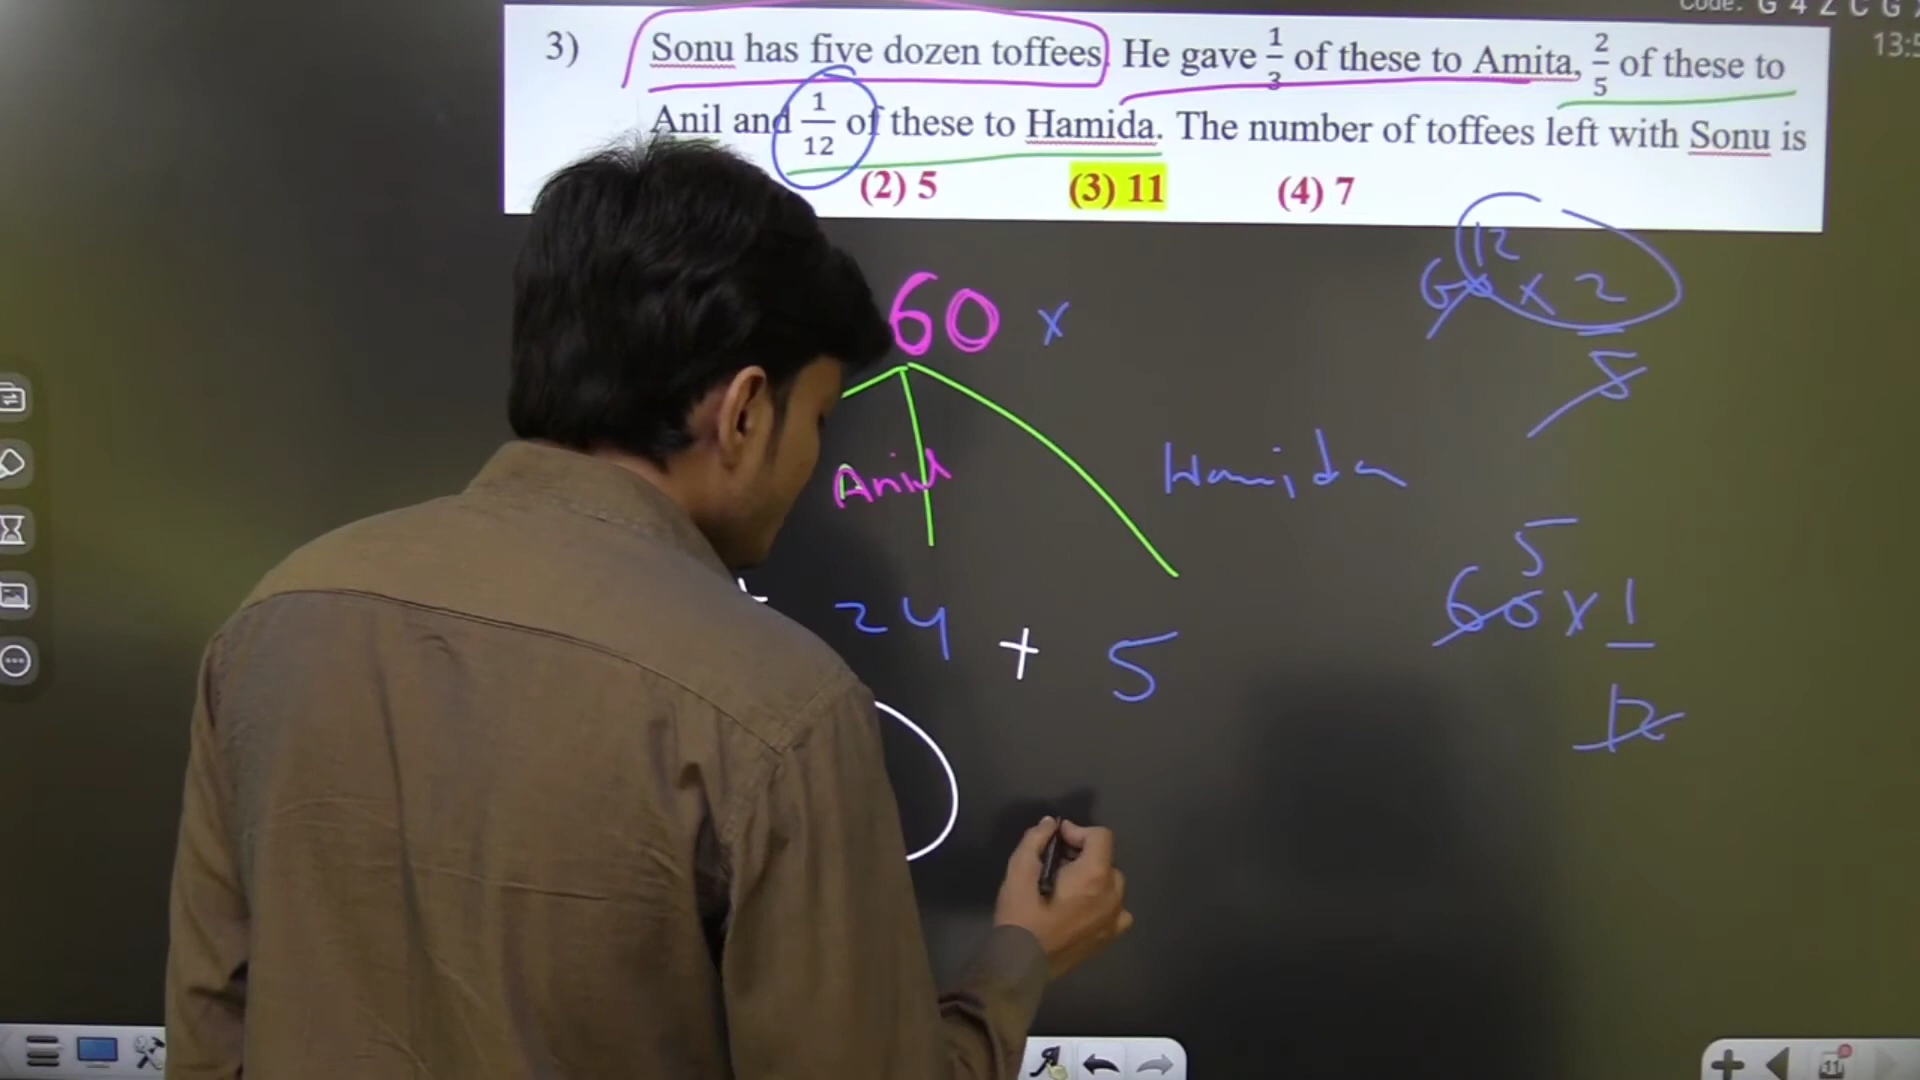 Code: G 4 Z C G
13:5
3) Sonu has five dozen toffees. He gave 1/3 of these to Amita, 2/5 of these to
Anil and 1/12 of these to Hamida. The number of toffees left with Sonu is
(2) 5 (3) 11 (4) 7
12
60 × 2
5
60 ×
Anil
Hamida
24 + 5
5
60 × 1
12